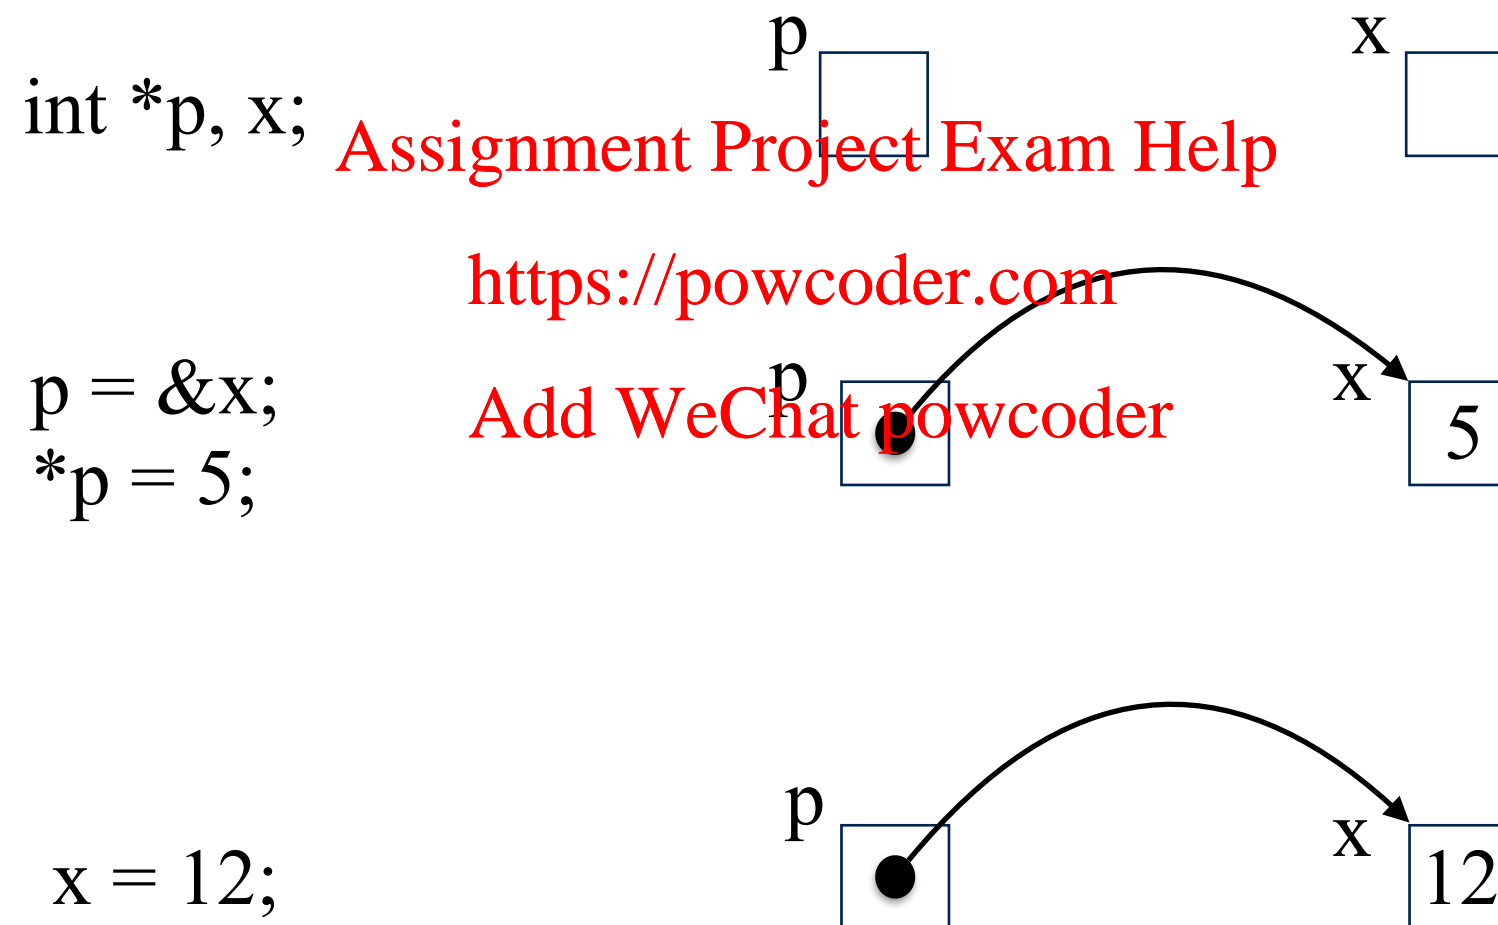 p x
int *p, x;
Assignment Project Exam Help
https://powcoder.com
p = &x;
p x
Add WeChat powcoder
5
*p = 5;
p x
x = 12;
12